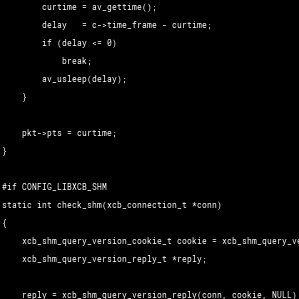 curtime = av_gettime();
delay = c->time_frame - curtime;
if (delay <= 0)
break;
av_usleep(delay);
}
pkt->pts = curtime;
}
#if CONFIG_LIBXCB_SHM
static int check_shm(xcb_connection_t *conn)
{
xcb_shm_query_version_cookie_t cookie = xcb_shm_query_ve
xcb_shm_query_version_reply_t *reply;
reply = xcb_shm_query_version_reply(conn, cookie, NULL)